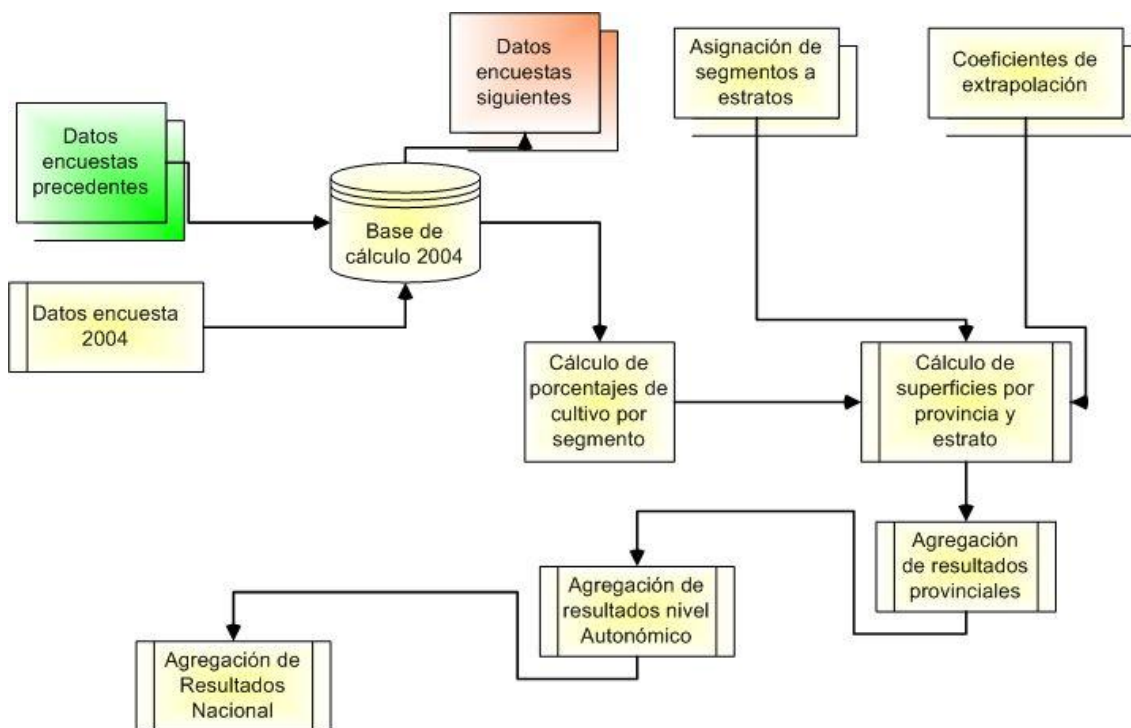 Datos
encuestas
siguientes
Asignación de
segmentos a
estratos
Coeficientes de
extrapolación
Datos
encuestas
precedentes
Base de
cálculo 2004
Datos encuesta
2004
Cálculo de
porcentajes de
cultivo por
segmento
Cálculo de
superficies por
provincia y
estrato
Agregación
de resultados
provinciales
Agregación de
resultados nivel
Autonómico
Agregación de
Resultados
Nacional